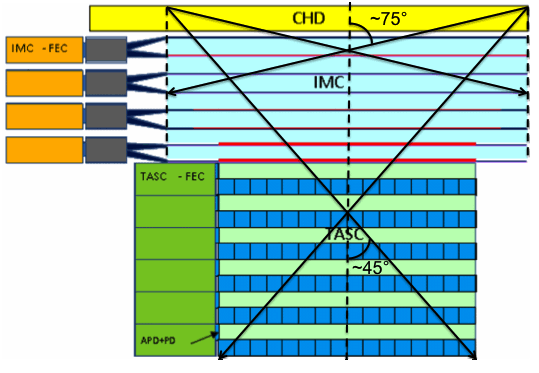 CHD
~75°
IMC - FEC
IMC
TASC - FEC
TASC
~45°
APD+PD